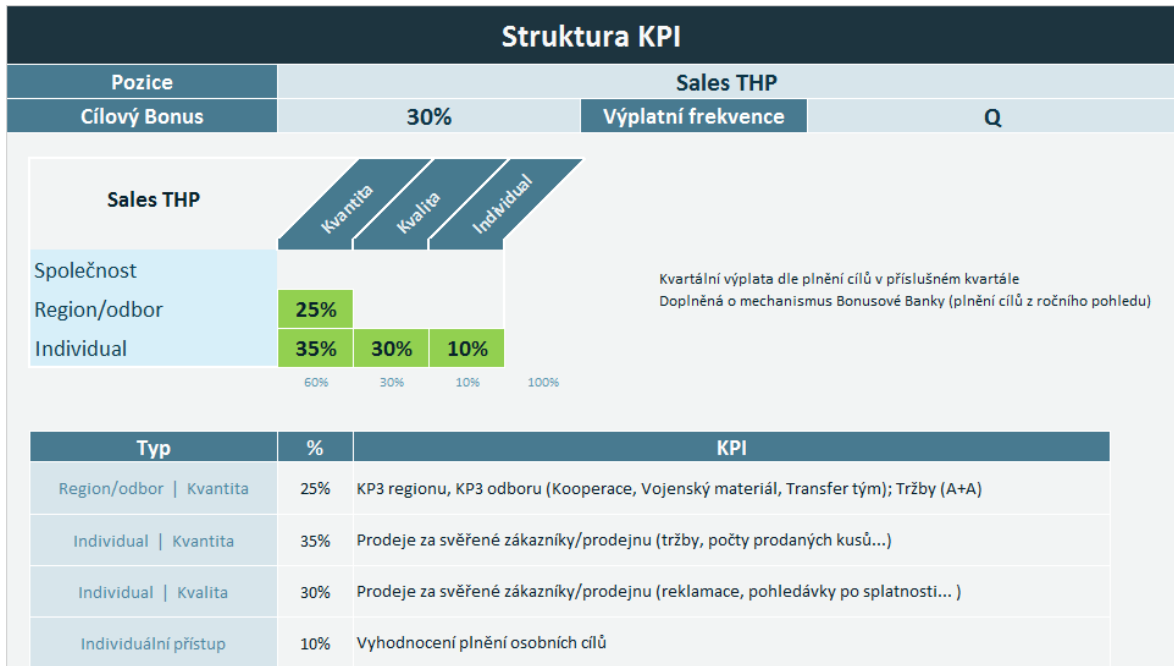 Struktura KPI
Pozice Sales THP
Cílový Bonus 30% Výplatní frekvence Q
Sales THP Kvantita Kvalita Individual
Společnost
Region/odbor 25%
Individual 35% 30% 10%
60% 30% 10% 100%
Kvartální výplata dle plnění cílů v příslušném kvartále
Doplněná o mechanismus Bonusové Banky (plnění cílů z ročního pohledu)
Typ % KPI
Region/odbor | Kvantita 25% KP3 regionu, KP3 odboru (Kooperace, Vojenský materiál, Transfer tým); Tržby (A+A)
Individual | Kvantita 35% Prodeje za svěřené zákazníky/prodejnu (tržby, počty prodaných kusů...)
Individual | Kvalita 30% Prodeje za svěřené zákazníky/prodejnu (reklamace, pohledávky po splatnosti... )
Individuální přístup 10% Vyhodnocení plnění osobních cílů